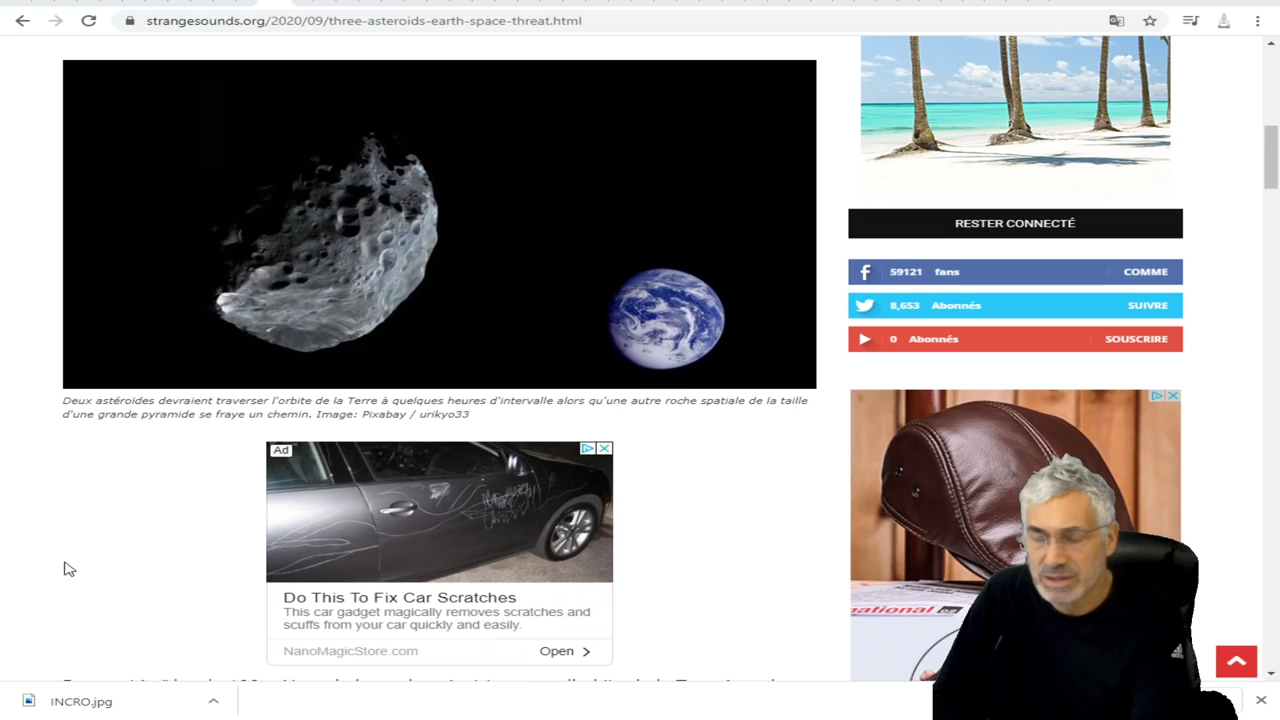 strangesounds.org/2020/09/three-asteroids-earth-space-threat.html
RESTER CONNECTÉ
59121 fans COMME
8,653 Abonnés SUIVRE
0 Abonnés SOUSCRIRE
Deux astéroïdes devraient traverser l'orbite de la Terre à quelques heures d'intervalle alors qu'une autre roche spatiale de la taille
d'une grande pyramide se fraye un chemin. Image: Pixabay / urikyo33
Ad
Do This To Fix Car Scratches
This car gadget magically removes scratches and
scuffs from your car quickly and easily.
NanoMagicStore.com Open
national
INCRO.jpg